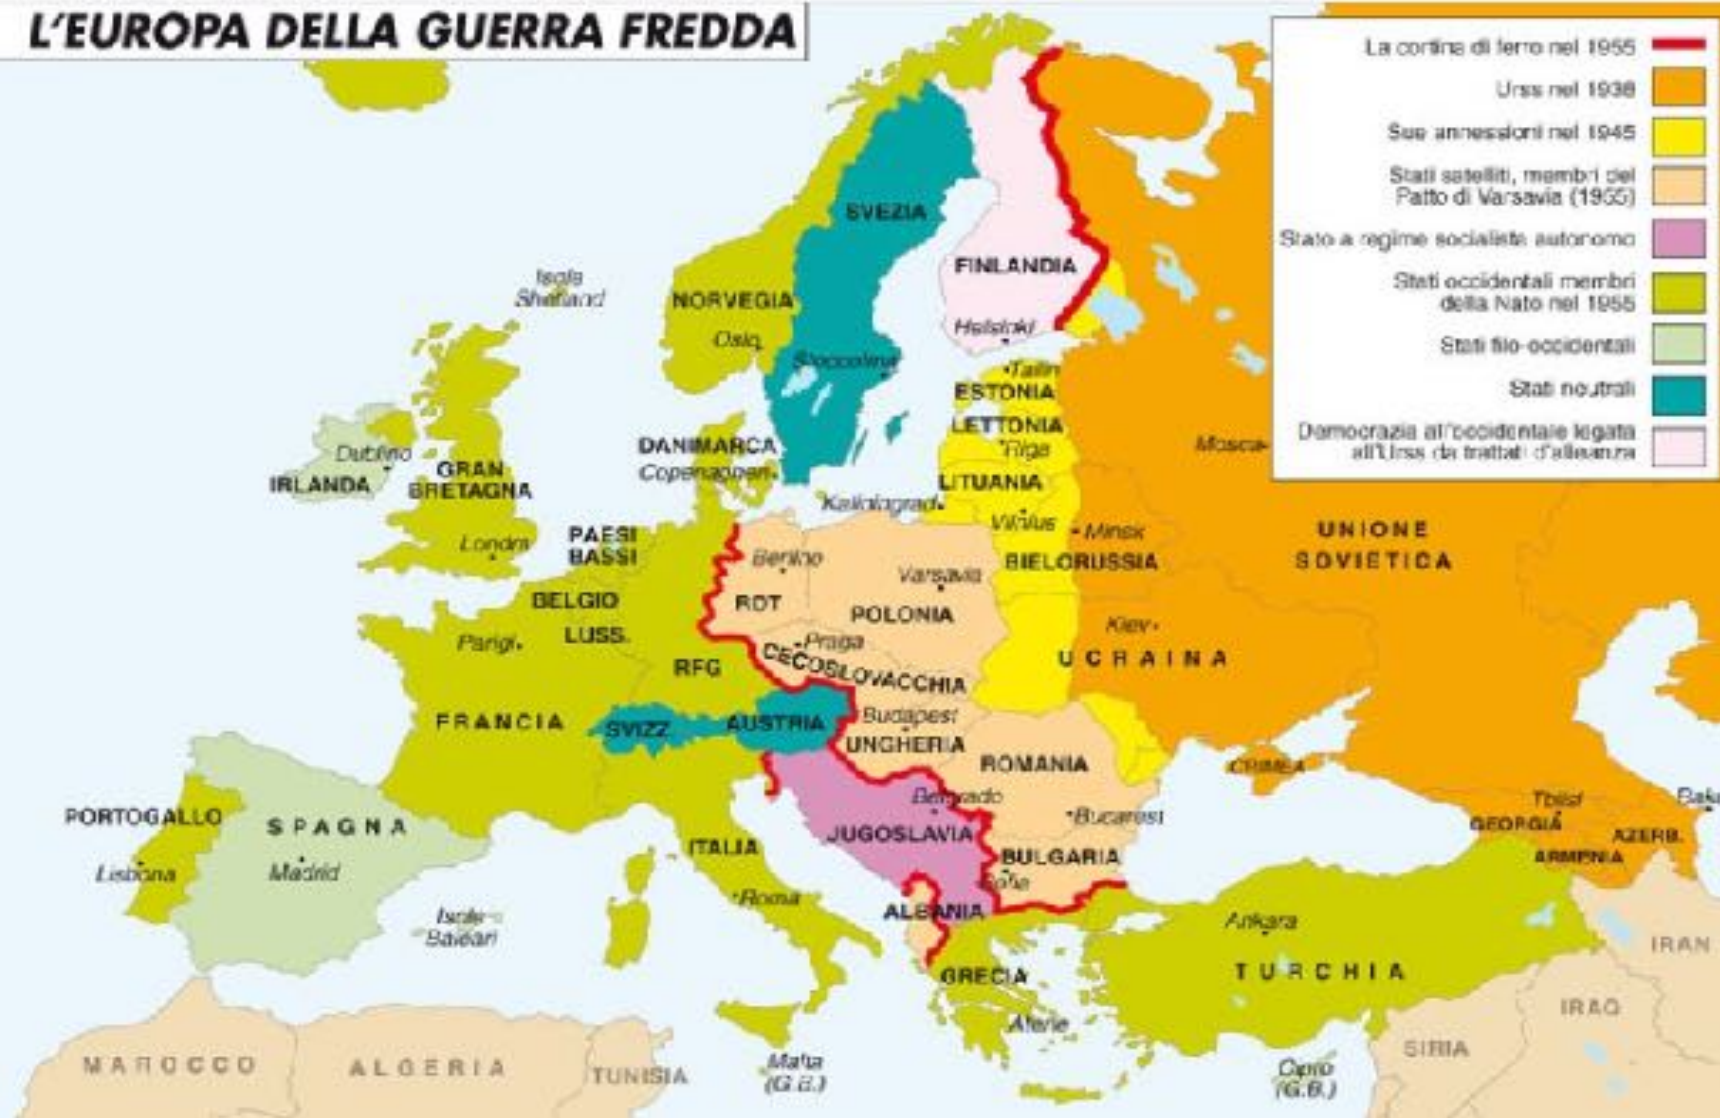 L'EUROPA DELLA GUERRA FREDDA
La cortina di ferro nel 1955
Urss nel 1938
Sue annessioni nel 1945
Stati satelliti, membri del
Patto di Varsavia (1955)
Stato a regime socialista autonomo
Stati occidentali membri
della Nato nel 1955
Stati filo-occidentali
Stati neutrali
Democrazia all'occidentale legata
all'Urss da trattati d'alleanza
SVEZIA
FINLANDIA
Isole
Shetland
NORVEGIA
Oslo
Helsinki
Stoccolma
Tallin
ESTONIA
LETTONIA
Riga
DANIMARCA
Copenaghen
Mosca
Dublino
IRLANDA
GRAN
BRETAGNA
LITUANIA
Kaliningrad
Vilnius
Minsk
UNIONE
SOVIETICA
PAESI
BASSI
Londra
Berlino
Varsavia
BIELORUSSIA
BELGIO
RDT
POLONIA
LUSS.
Parigi
Praga
Kiev
UCRAINA
RFG
CECOSLOVACCHIA
FRANCIA
SVIZZ.
AUSTRIA
Budapest
UNGHERIA
ROMANIA
CRIMEA
PORTOGALLO
SPAGNA
Belgrado
Bucarest
Tbilisi
Baku
GEORGIA
AZERB.
JUGOSLAVIA
ITALIA
BULGARIA
ARMENIA
Lisbona
Madrid
Roma
Sofia
Isole
Baleari
ALBANIA
Ankara
IRAN
GRECIA
TURCHIA
IRAQ
Atene
SIRIA
MAROCCO
ALGERIA
TUNISIA
Malta
(G.B.)
Cipro
(G.B.)